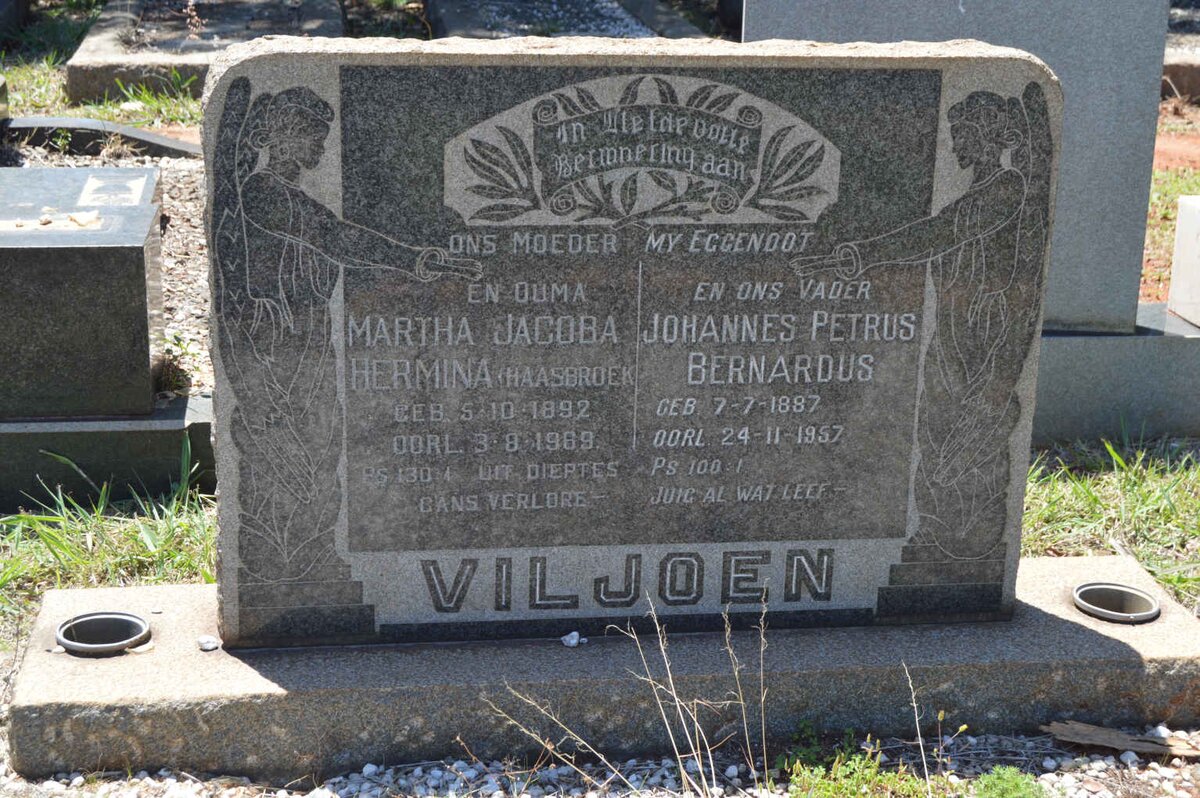 In Liefdevolle
Herinnering aan
ONS MOEDER
EN OUMA
MARTHA JACOBA
HERMINA (HAASBROEK
GEB. 5-10-1892
OORL. 3-8-1969
PS 130:1 UIT DIEPTES
GANS VERLORE-
MY EGGENOOT
EN ONS VADER
JOHANNES PETRUS
BERNARDUS
GEB. 7-7-1887
OORL. 24-11-1957
PS 100:1
JUIG AL WAT LEEF-
VILJOEN